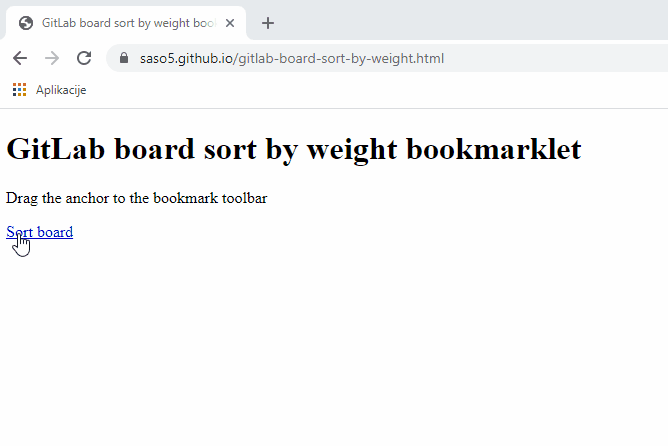 GitLab board sort by weight boo
saso5.github.io/gitlab-board-sort-by-weight.html
Aplikacije
GitLab board sort by weight bookmarklet
Drag the anchor to the bookmark toolbar
Sort board